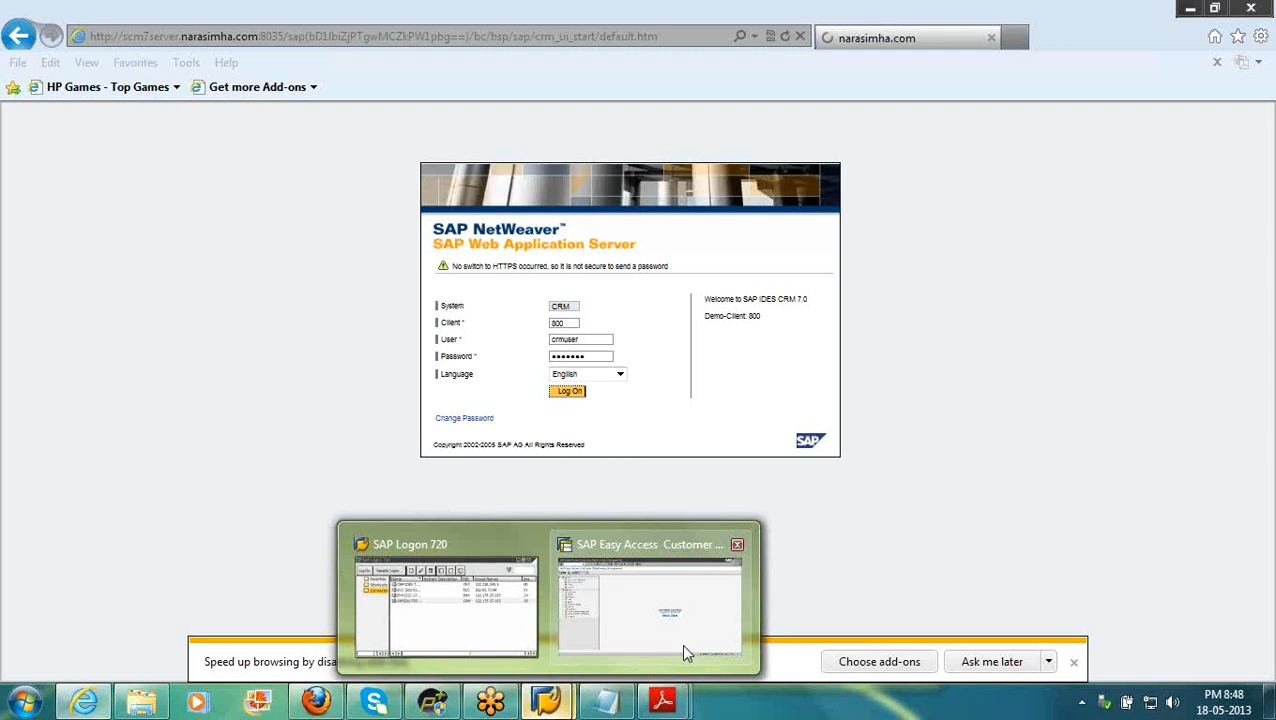 http://scm7server.narasimha.com:8035/sap(bD1lbiZjPTgwMCZkPW1pbg==)/bc/bsp/sap/crm_ui_start/default.htm
narasimha.com
File Edit View Favorites Tools Help
HP Games - Top Games
Get more Add-ons
SAP NetWeaver™
SAP Web Application Server
No switch to HTTPS occurred, so it is not secure to send a password
System CRM
Client * 800
User * crmuser
Password * •••••••
Language English
Log On
Welcome to SAP IDES CRM 7.0
Demo-Client: 800
Change Password
Copyright 2002-2005 SAP AG All Rights Reserved
SAP
SAP Logon 720
SAP Easy Access Customer ...
Speed up browsing by disa
Choose add-ons
Ask me later
PM 8:48
18-05-2013